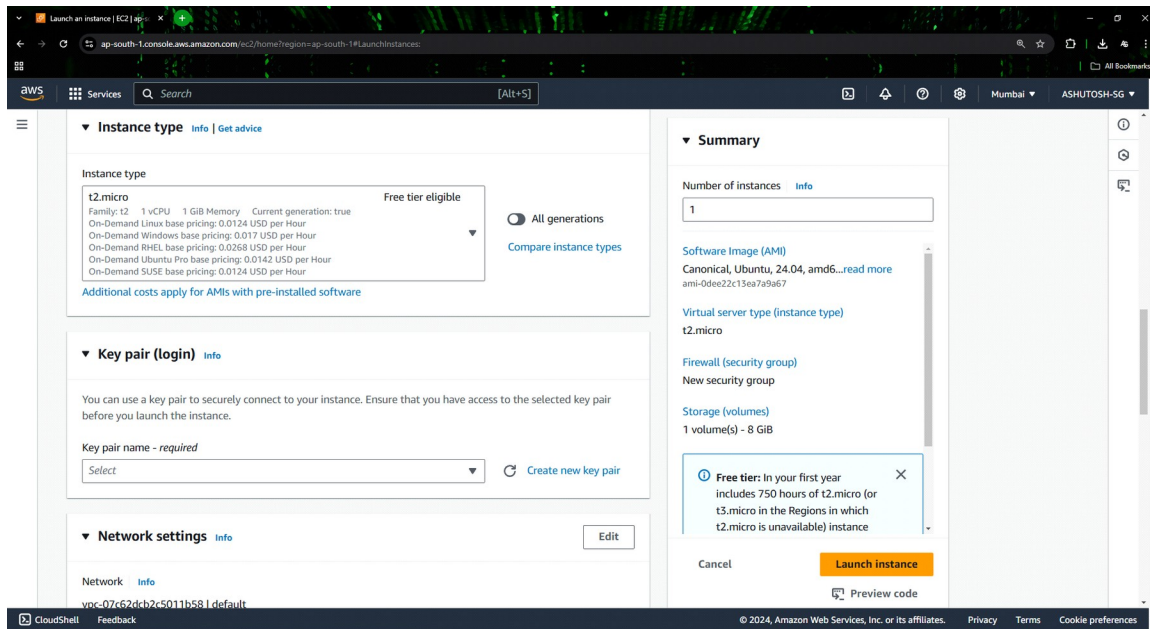 Launch an instance | EC2 | ap-s
ap-south-1.console.aws.amazon.com/ec2/home?region=ap-south-1#LaunchInstances:
All Bookmarks
aws
Services
Search
[Alt+S]
Mumbai
ASHUTOSH-SG
Instance type Info | Get advice
Instance type
t2.micro Free tier eligible
Family: t2 1 vCPU 1 GiB Memory Current generation: true
On-Demand Linux base pricing: 0.0124 USD per Hour
On-Demand Windows base pricing: 0.017 USD per Hour
On-Demand RHEL base pricing: 0.0268 USD per Hour
On-Demand Ubuntu Pro base pricing: 0.0142 USD per Hour
On-Demand SUSE base pricing: 0.0124 USD per Hour
All generations
Compare instance types
Additional costs apply for AMIs with pre-installed software
Key pair (login) Info
You can use a key pair to securely connect to your instance. Ensure that you have access to the selected key pair
before you launch the instance.
Key pair name - required
Select
Create new key pair
Network settings Info
Edit
Network Info
vpc-07c62dcb2c5011b58 | default
Summary
Number of instances Info
1
Software Image (AMI)
Canonical, Ubuntu, 24.04, amd6...read more
ami-0dee22c13ea7a9a67
Virtual server type (instance type)
t2.micro
Firewall (security group)
New security group
Storage (volumes)
1 volume(s) - 8 GiB
Free tier: In your first year
includes 750 hours of t2.micro (or
t3.micro in the Regions in which
t2.micro is unavailable) instance
Cancel
Launch instance
Preview code
CloudShell
Feedback
© 2024, Amazon Web Services, Inc. or its affiliates.
Privacy
Terms
Cookie preferences